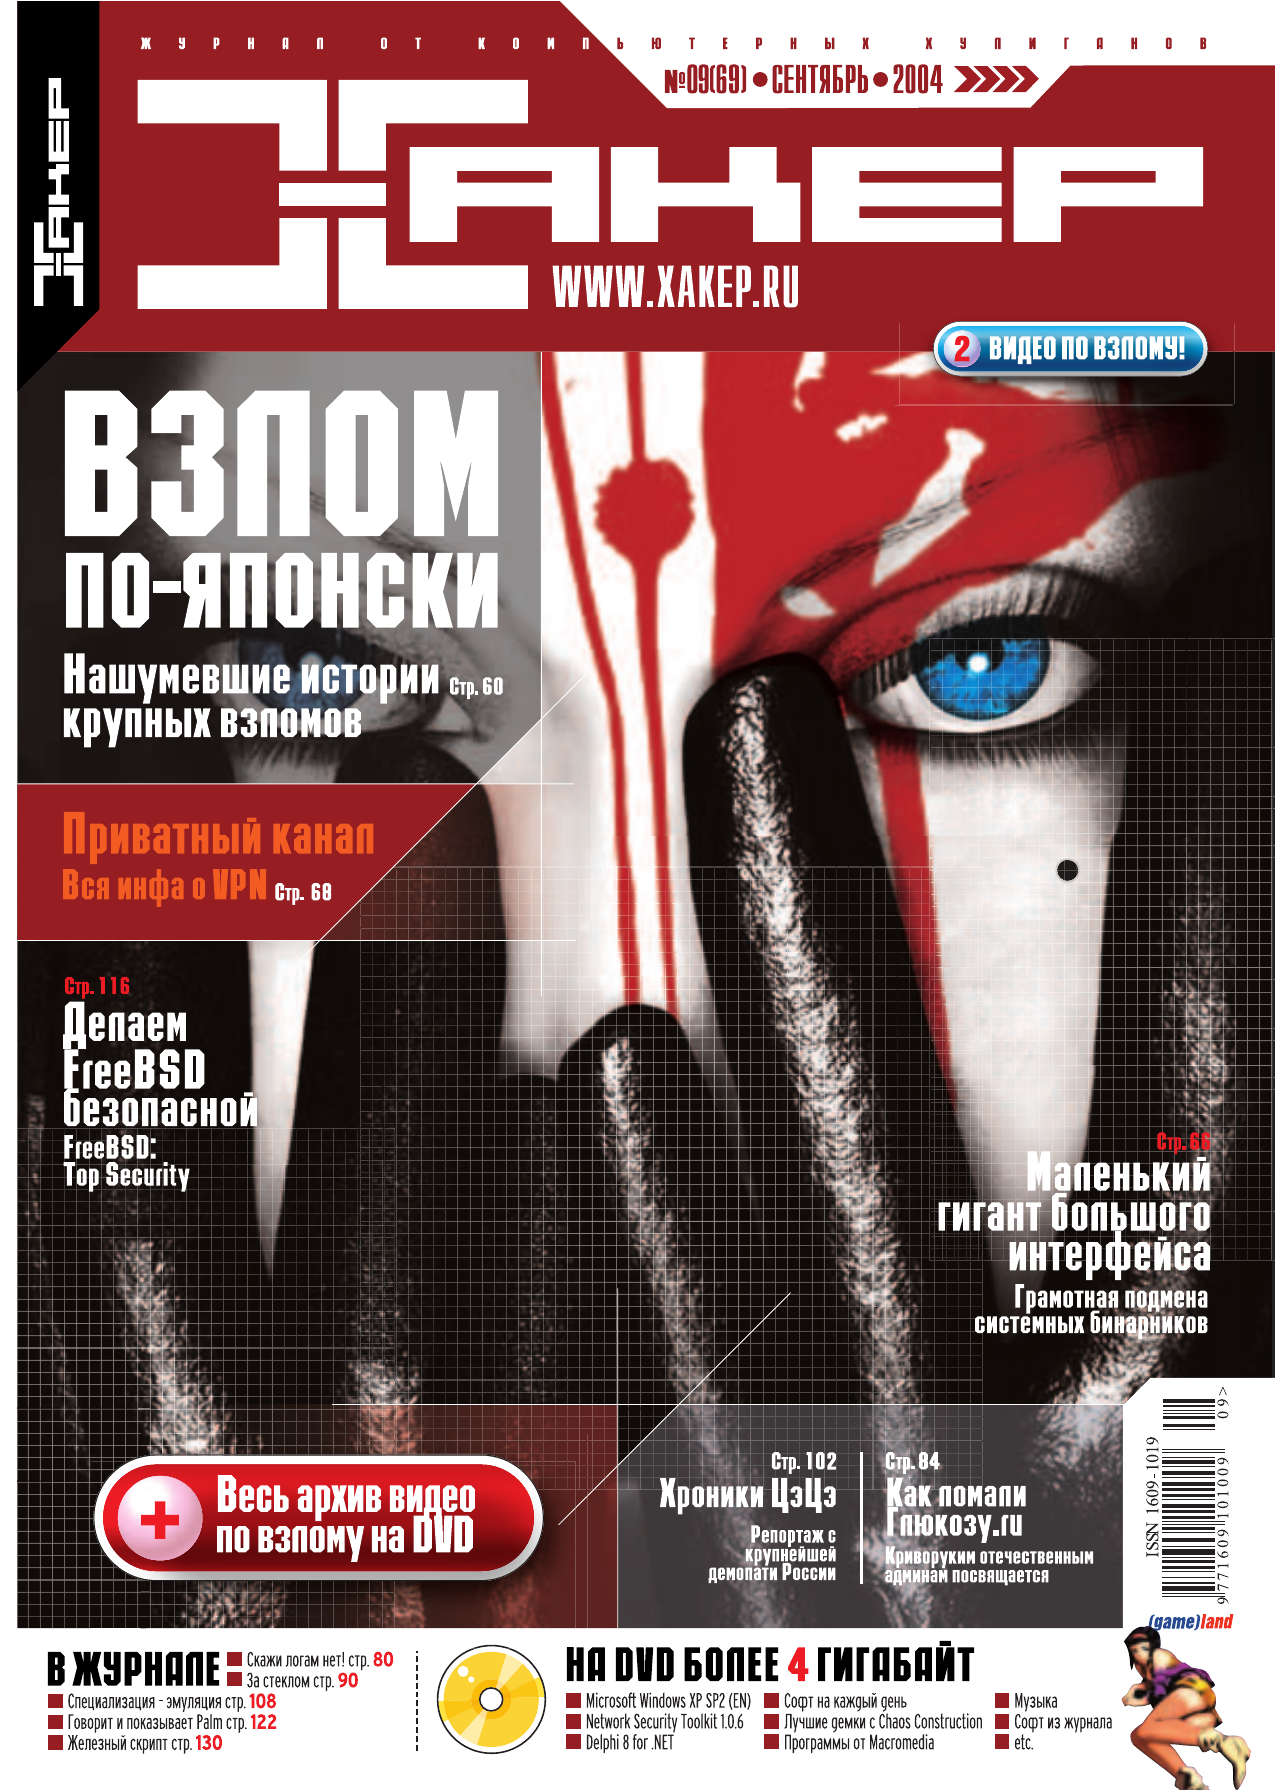 ЖУРНАЛ ОТ КОМПЬЮТЕРНЫХ ХУЛИГАНОВ
№09(69) • СЕНТЯБРЬ • 2004
ХАКЕР
ХАКЕР
WWW.XAKEP.RU
2 ВИДЕО ПО ВЗЛОМУ!
ВЗЛОМ
ПО-ЯПОНСКИ
Нашумевшие истории Стр. 60
крупных взломов
Приватный канал
Вся инфа о VPN Стр. 68
Стр. 116
Делаем
FreeBSD
безопасной
FreeBSD:
Top Security
Стр. 66
Маленький
гигант большого
интерфейса
Грамотная подмена
системных бинарников
+ Весь архив видео
по взлому на DVD
Стр. 102
Хроники ЦэЦэ
Репортаж с
крупнейшей
демопати России
Стр. 84
Как ломали
Глюкозу.ru
Криворуким отечественным
админам посвящается
ISSN 1609-1019
9 771609 101009
09>
(game)land
В ЖУРНАЛЕ
Скажи логам нет! стр. 80
За стеклом стр. 90
Специализация - эмуляция стр. 108
Говорит и показывает Palm стр. 122
Железный скрипт стр. 130
НА DVD БОЛЕЕ 4 ГИГАБАЙТ
Microsoft Windows XP SP2 (EN)
Network Security Toolkit 1.0.6
Delphi 8 for .NET
Софт на каждый день
Лучшие демки с Chaos Construction
Программы от Macromedia
Музыка
Софт из журнала
etc.